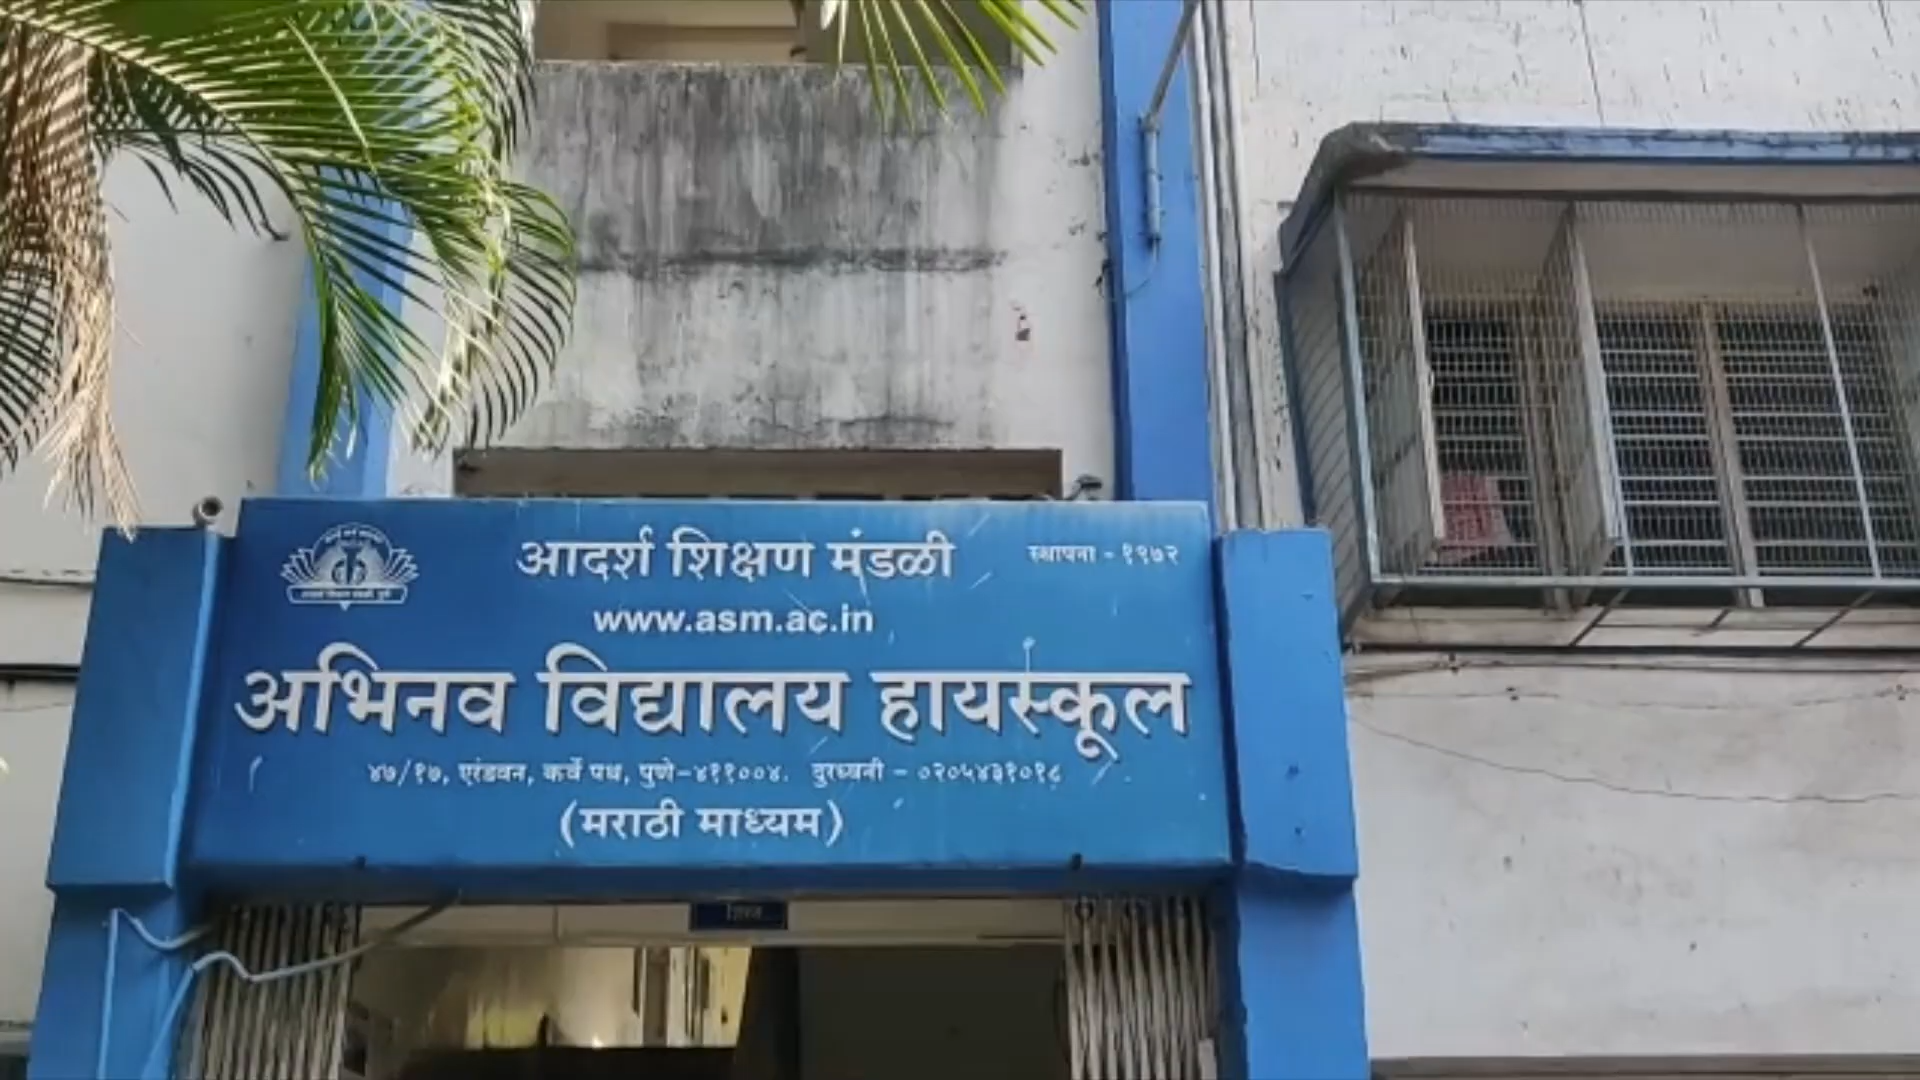 आदर्श शिक्षण मंडळी
स्थापना - १९७२
www.asm.ac.in
अभिनव विद्यालय हायस्कूल
४७/१७, एरंडवन, कर्वे पथ, पुणे-४११००४. दुरध्वनी - ०२०५४३१०१८
(मराठी माध्यम)